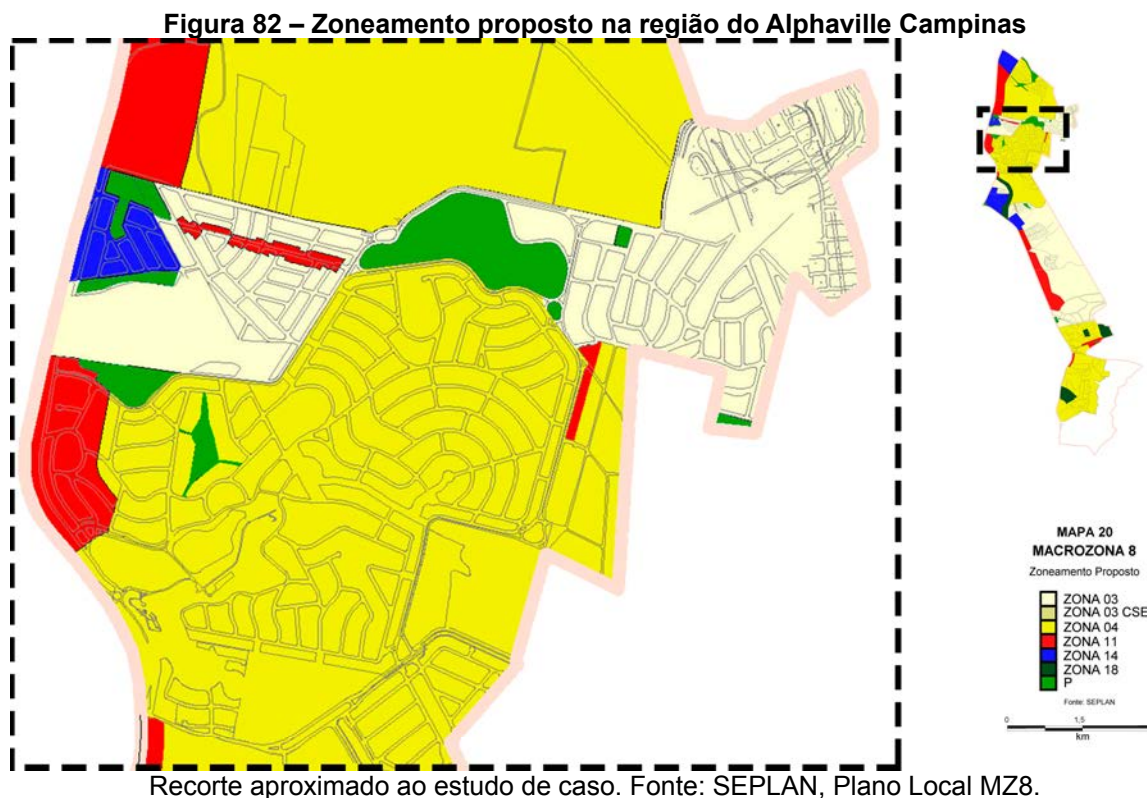 Figura 82 – Zoneamento proposto na região do Alphaville Campinas
MAPA 20
MACROZONA 8
Zoneamento Proposto
ZONA 03
ZONA 03 CSE
ZONA 04
ZONA 11
ZONA 14
ZONA 18
P
Fonte: SEPLAN
0 1,5
km
Recorte aproximado ao estudo de caso. Fonte: SEPLAN, Plano Local MZ8.